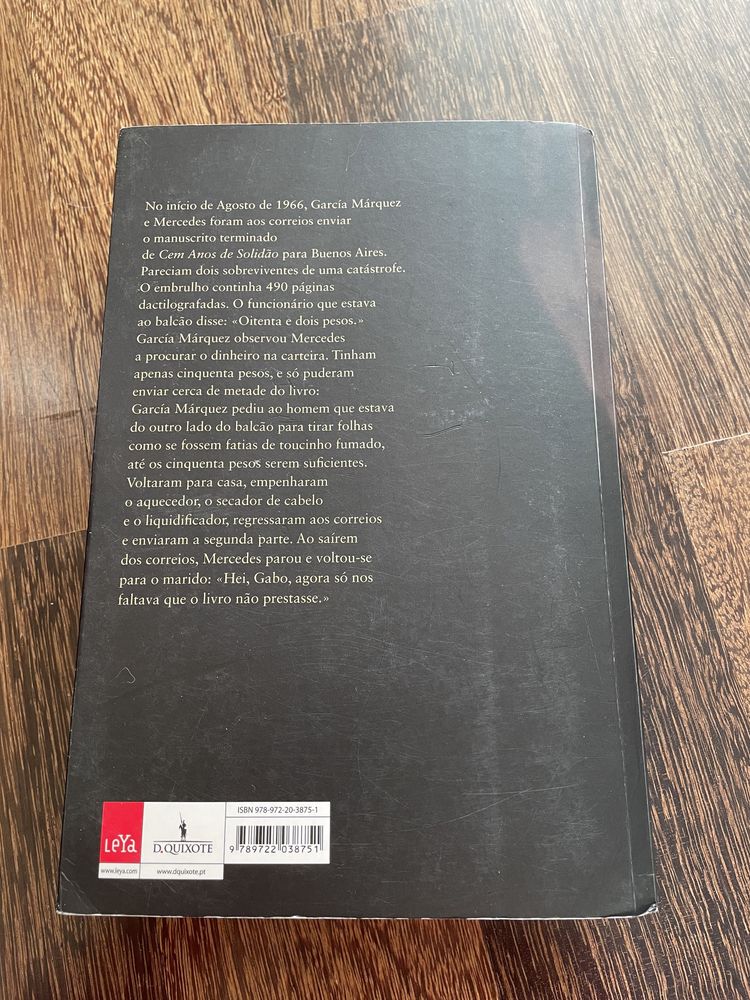 No início de Agosto de 1966, García Márquez
e Mercedes foram aos correios enviar
o manuscrito terminado
de Cem Anos de Solidão para Buenos Aires.
Pareciam dois sobreviventes de uma catástrofe.
O embrulho continha 490 páginas
dactilografadas. O funcionário que estava
ao balcão disse: «Oitenta e dois pesos.»
García Márquez observou Mercedes
a procurar o dinheiro na carteira. Tinham
apenas cinquenta pesos, e só puderam
enviar cerca de metade do livro:
García Márquez pediu ao homem que estava
do outro lado do balcão para tirar folhas
como se fossem fatias de toucinho fumado,
até os cinquenta pesos serem suficientes.
Voltaram para casa, empenharam
o aquecedor, o secador de cabelo
e o liquidificador, regressaram aos correios
e enviaram a segunda parte. Ao saírem
dos correios, Mercedes parou e voltou-se
para o marido: «Hei, Gabo, agora só nos
faltava que o livro não prestasse.»
LEYA
www.leya.com
D.QUIXOTE
www.dquixote.pt
ISBN 978-972-20-3875-1
9 789722 038751